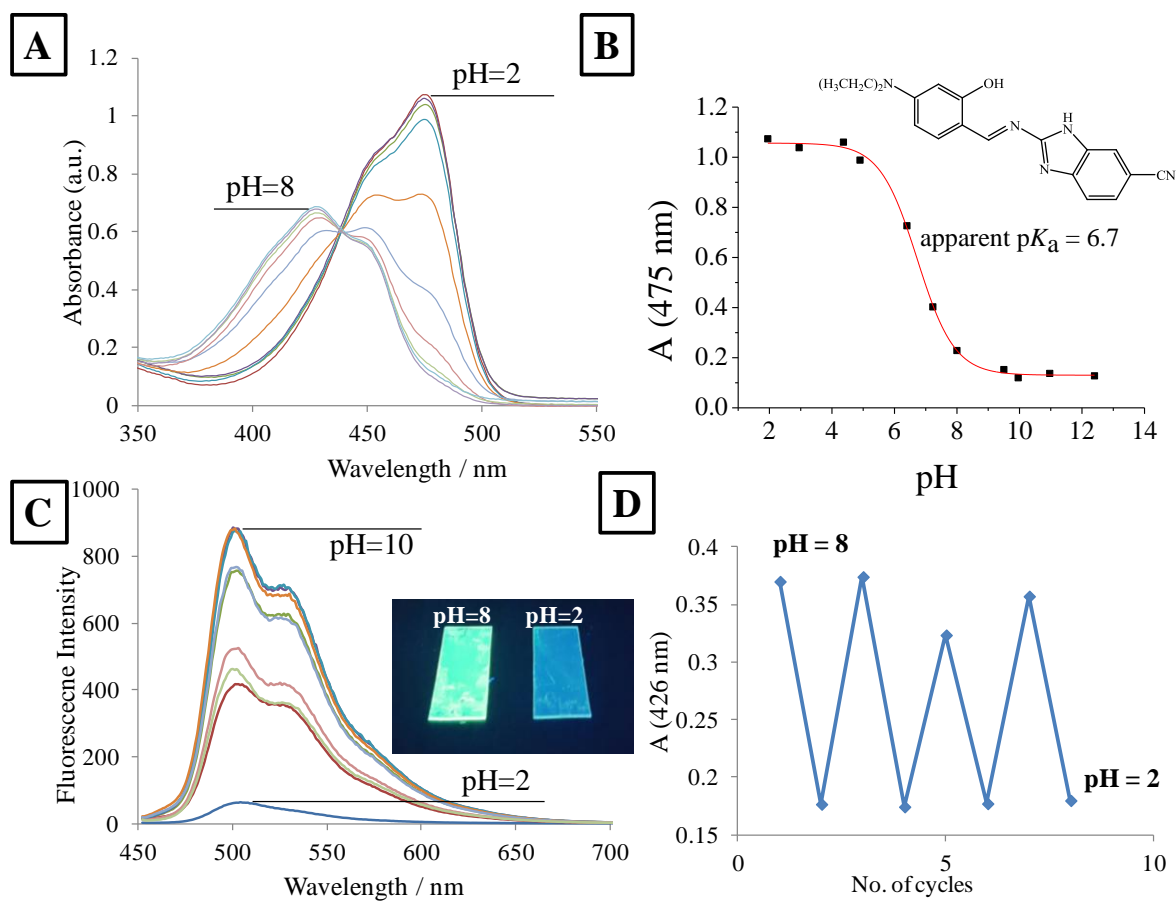 A
1.2
1
0.8
0.6
0.4
0.2
0
Absorbance (a.u.)
pH=2
pH=8
350
400
450
500
550
Wavelength / nm
B
(H3CH2C)2N
OH
N
H
N
N
CN
1.2
1.0
0.8
0.6
0.4
0.2
0.0
A (475 nm)
apparent pKa = 6.7
2
4
6
8
10
12
14
pH
C
1000
800
600
400
200
0
Fluorescecne Intensity
pH=10
pH=8
pH=2
pH=2
450
500
550
600
650
700
Wavelength / nm
D
0.4
0.35
0.3
0.25
0.2
0.15
A (426 nm)
pH = 8
pH = 2
0
5
10
No. of cycles